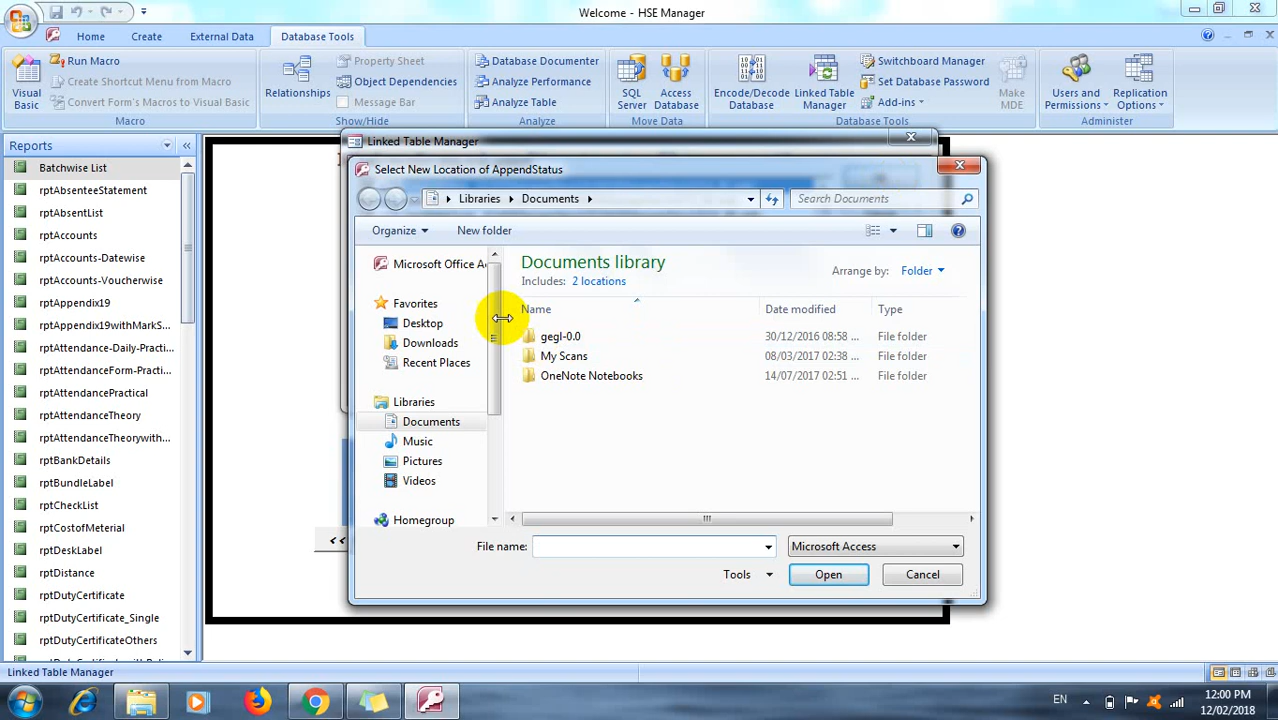 Welcome - HSE Manager
Home
Create
External Data
Database Tools
Visual Basic
Run Macro
Create Shortcut Menu from Macro
Convert Form's Macros to Visual Basic
Macro
Relationships
Property Sheet
Object Dependencies
Message Bar
Show/Hide
Database Documenter
Analyze Performance
Analyze Table
Analyze
SQL Server
Access Database
Move Data
Encode/Decode Database
Linked Table Manager
Switchboard Manager
Set Database Password
Add-ins
Make MDE
Database Tools
Users and Permissions
Replication Options
Administer
Reports
Batchwise List
rptAbsenteeStatement
rptAbsentList
rptAccounts
rptAccounts-Datewise
rptAccounts-Voucherwise
rptAppendix19
rptAppendix19withMarkS...
rptAttendance-Daily-Practi...
rptAttendanceForm-Practi...
rptAttendancePractical
rptAttendanceTheory
rptAttendanceTheorywith...
rptBankDetails
rptBundleLabel
rptCheckList
rptCostofMeterial
rptDeskLabel
rptDistance
rptDutyCertificate
rptDutyCertificate_Single
rptDutyCertificateOthers
Linked Table Manager
Select New Location of AppendStatus
Libraries
Documents
Search Documents
Organize
New folder
Microsoft Office A
Favorites
Desktop
Downloads
Recent Places
Libraries
Documents
Music
Pictures
Videos
Homegroup
Documents library
Includes: 2 locations
Arrange by: Folder
Name
Date modified
Type
gegl-0.0
30/12/2016 08:58 ...
File folder
My Scans
08/03/2017 02:38 ...
File folder
OneNote Notebooks
14/07/2017 02:51 ...
File folder
File name:
Microsoft Access
Tools
Open
Cancel
<<
Linked Table Manager
EN
12:00 PM
12/02/2018